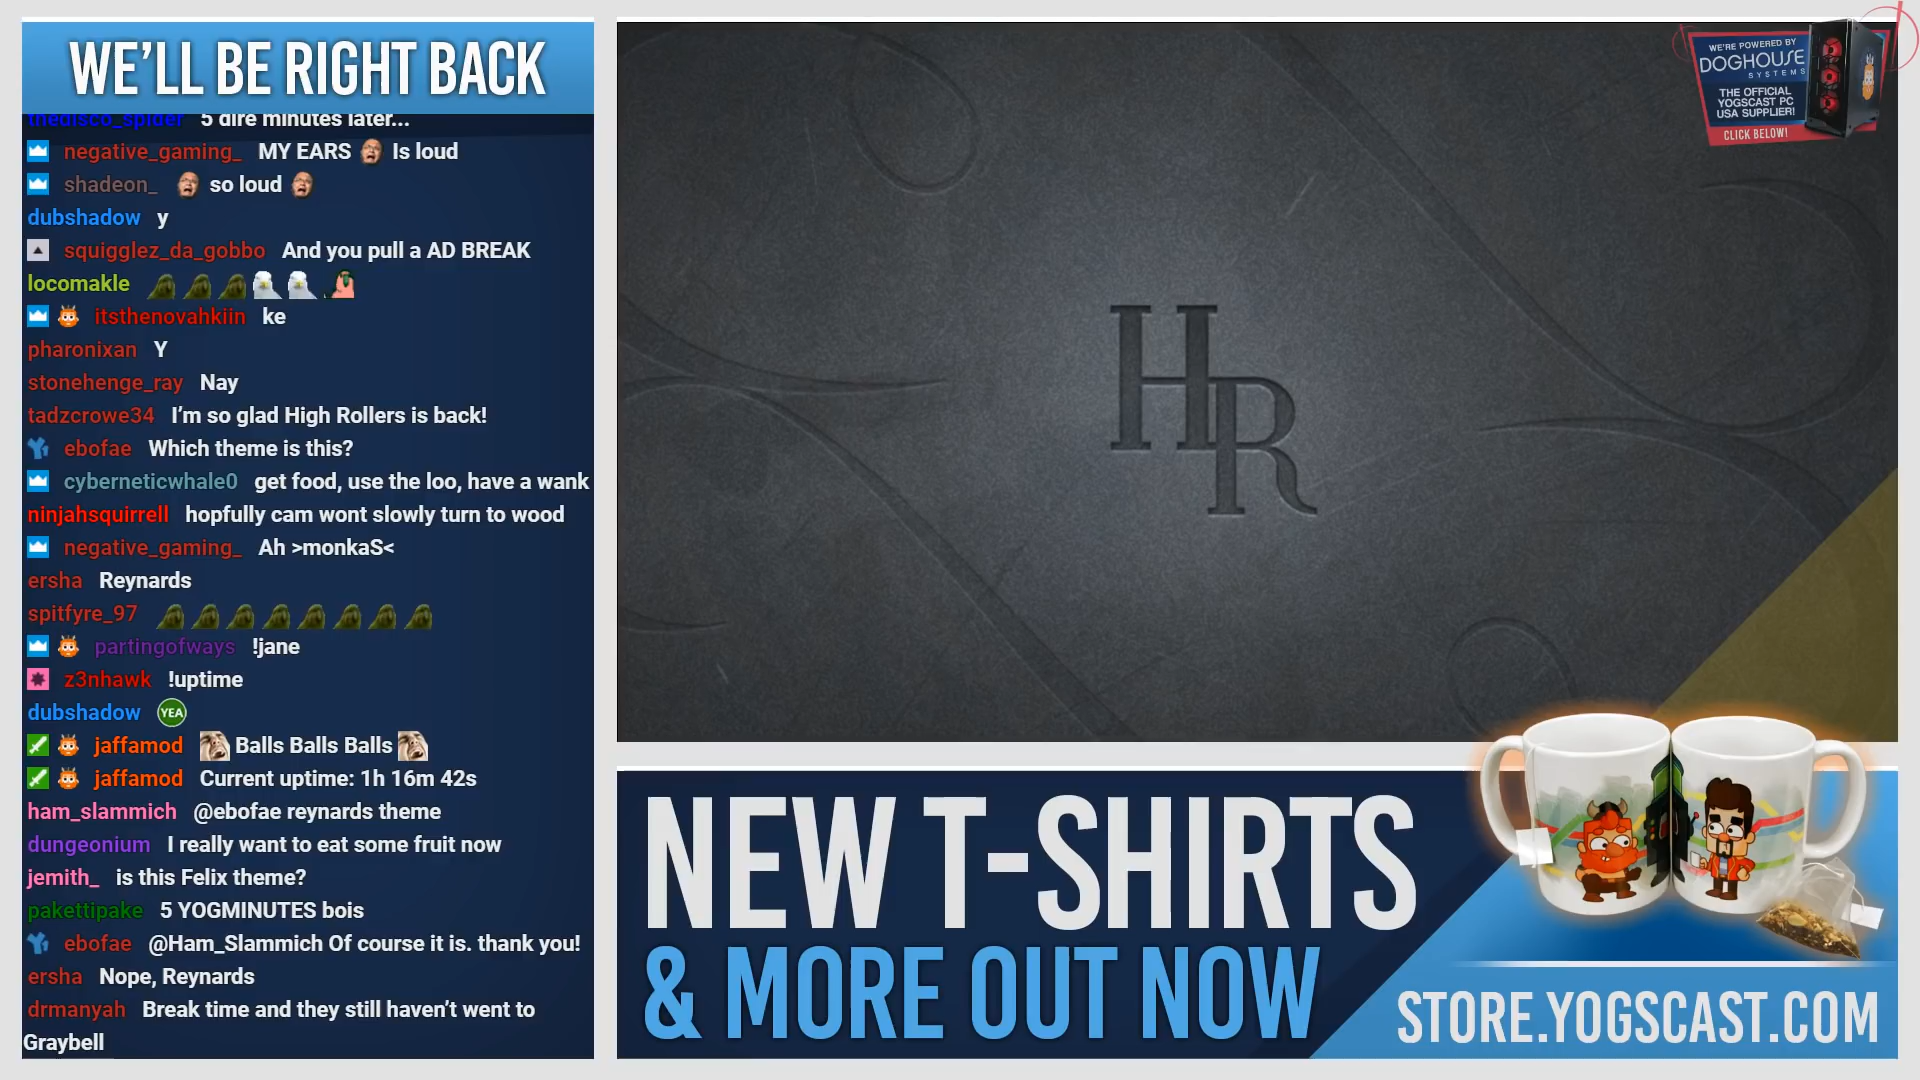 WE'LL BE RIGHT BACK
thedisco_spider 5 dire minutes later...
negative_gaming_ MY EARS Is loud
shadeon_ so loud
dubshadow y
squigglez_da_gobbo And you pull a AD BREAK
locomakle
itsthenovahkiin ke
pharonixan Y
stonehenge_ray Nay
tadzcrowe34 I'm so glad High Rollers is back!
ebofae Which theme is this?
cyberneticwhale0 get food, use the loo, have a wank
ninjahsquirrell hopfully cam wont slowly turn to wood
negative_gaming_ Ah >monkaS<
ersha Reynards
spitfyre_97
partingofways !jane
z3nhawk !uptime
dubshadow YEA
jaffamod Balls Balls Balls
jaffamod Current uptime: 1h 16m 42s
ham_slammich @ebofae reynards theme
dungeonium I really want to eat some fruit now
jemith_ is this Felix theme?
pakettipake 5 YOGMINUTES bois
ebofae @Ham_Slammich Of course it is. thank you!
ersha Nope, Reynards
drmanyah Break time and they still haven't went to
Graybell
WE'RE POWERED BY
DOGHOUSE
SYSTEMS
THE OFFICIAL
YOGSCAST PC
USA SUPPLIER!
CLICK BELOW!
HR
NEW T-SHIRTS
& MORE OUT NOW
STORE.YOGSCAST.COM